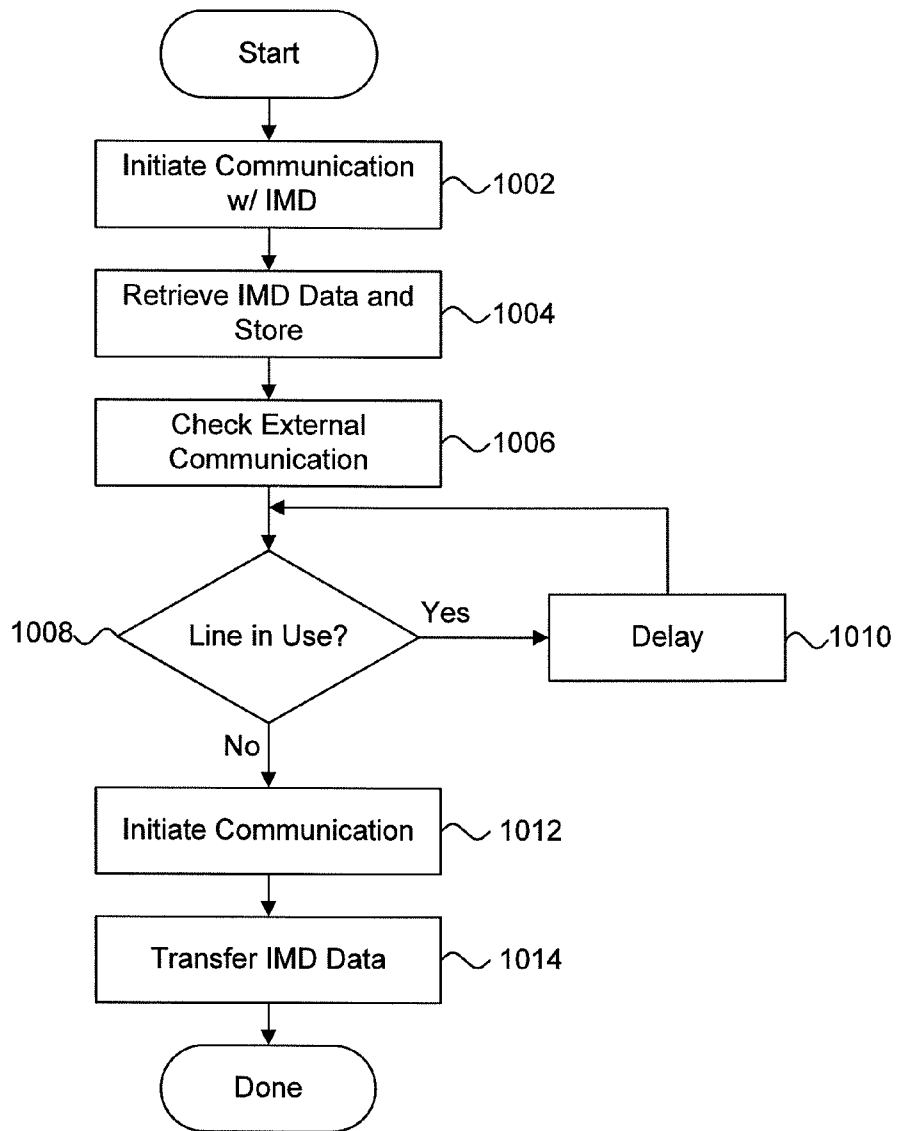 Start
Initiate Communication
w/ IMD
1002
Retrieve IMD Data and
Store
1004
Check External
Communication
1006
1008
Line in Use?
Yes
Delay
1010
No
Initiate Communication
1012
Transfer IMD Data
1014
Done